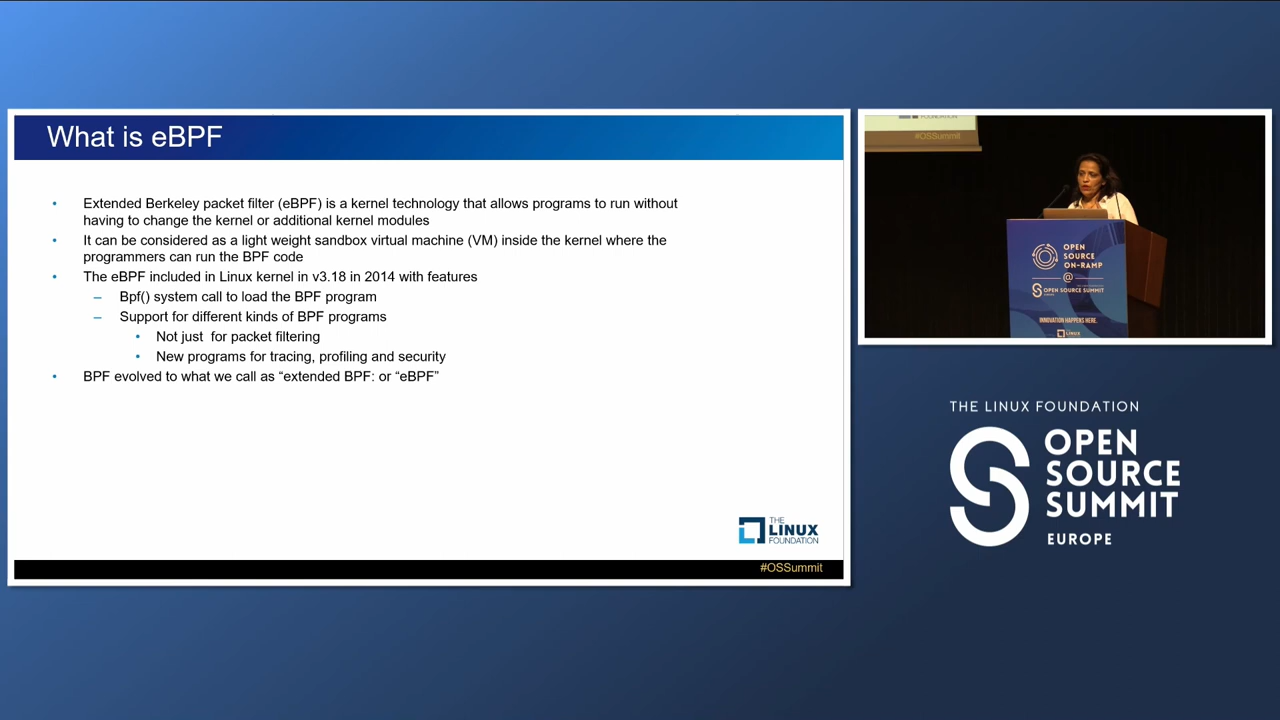 What is eBPF
• Extended Berkeley packet filter (eBPF) is a kernel technology that allows programs to run without
having to change the kernel or additional kernel modules
• It can be considered as a light weight sandbox virtual machine (VM) inside the kernel where the
programmers can run the BPF code
• The eBPF included in Linux kernel in v3.18 in 2014 with features
– Bpf() system call to load the BPF program
– Support for different kinds of BPF programs
• Not just for packet filtering
• New programs for tracing, profiling and security
• BPF evolved to what we call as “extended BPF: or “eBPF”
THE
LINUX
FOUNDATION
#OSSummit
FOUNDATION
#OSSummit
OPEN
SOURCE
ON-RAMP
@
OPEN SOURCE SUMMIT
INNOVATION HAPPENS HERE.
LINUX
THE LINUX FOUNDATION
OPEN
SOURCE
SUMMIT
EUROPE